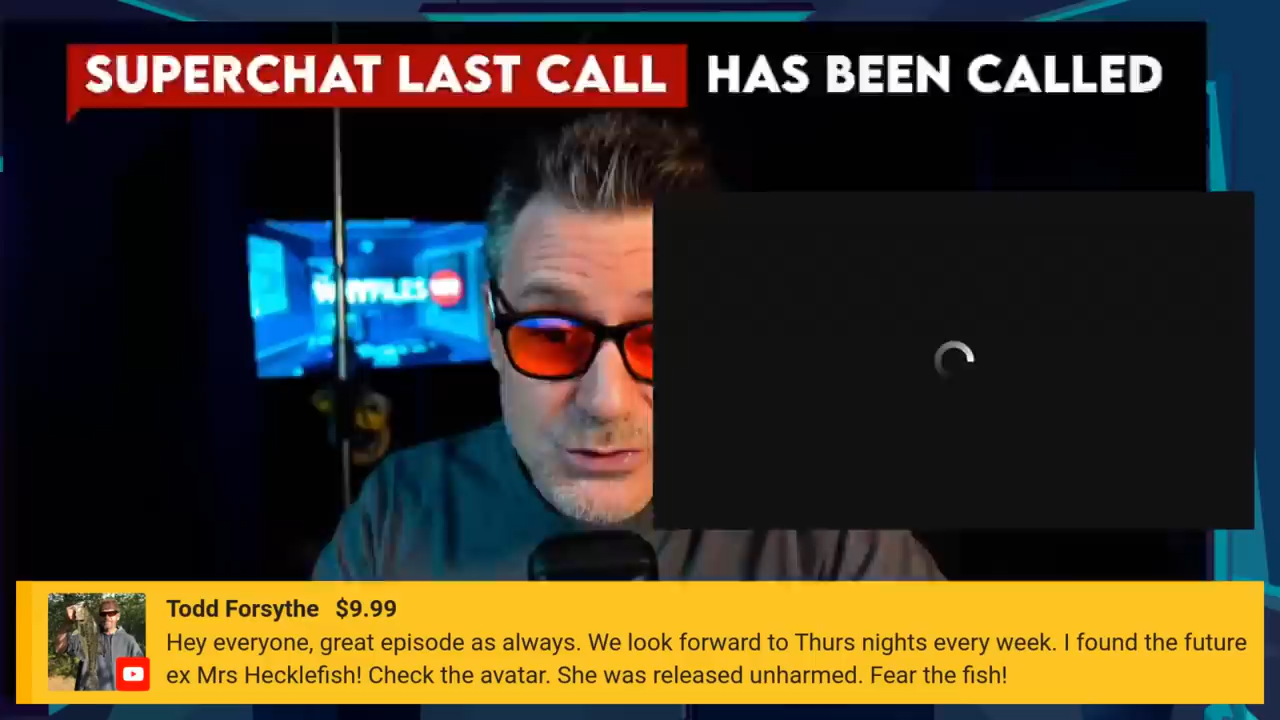 SUPERCHAT LAST CALL HAS BEEN CALLED
Todd Forsythe $9.99
Hey everyone, great episode as always. We look forward to Thurs nights every week. I found the future
ex Mrs Hecklefish! Check the avatar. She was released unharmed. Fear the fish!